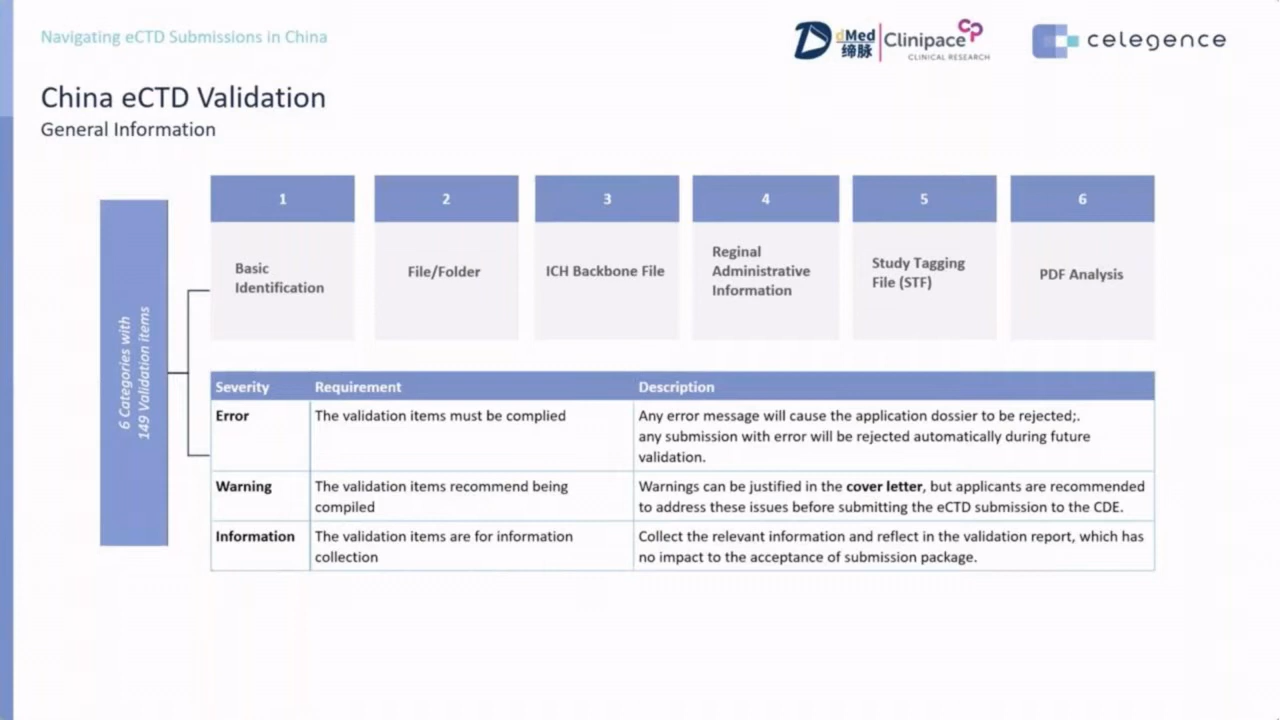 Navigating eCTD Submissions in China
dMed
缔脉
Clinipace
CP
CLINICAL RESEARCH
celegence
China eCTD Validation
General Information
6 Categories with
149 Validation items
1
2
3
4
5
6
Basic
Identification
File/Folder
ICH Backbone File
Reginal
Administrative
Information
Study Tagging
File (STF)
PDF Analysis
Severity Requirement Description
Error
The validation items must be complied
Any error message will cause the application dossier to be rejected;.
any submission with error will be rejected automatically during future
validation.
Warning
The validation items recommend being
compiled
Warnings can be justified in the cover letter, but applicants are recommended
to address these issues before submitting the eCTD submission to the CDE.
Information
The validation items are for information
collection
Collect the relevant information and reflect in the validation report, which has
no impact to the acceptance of submission package.